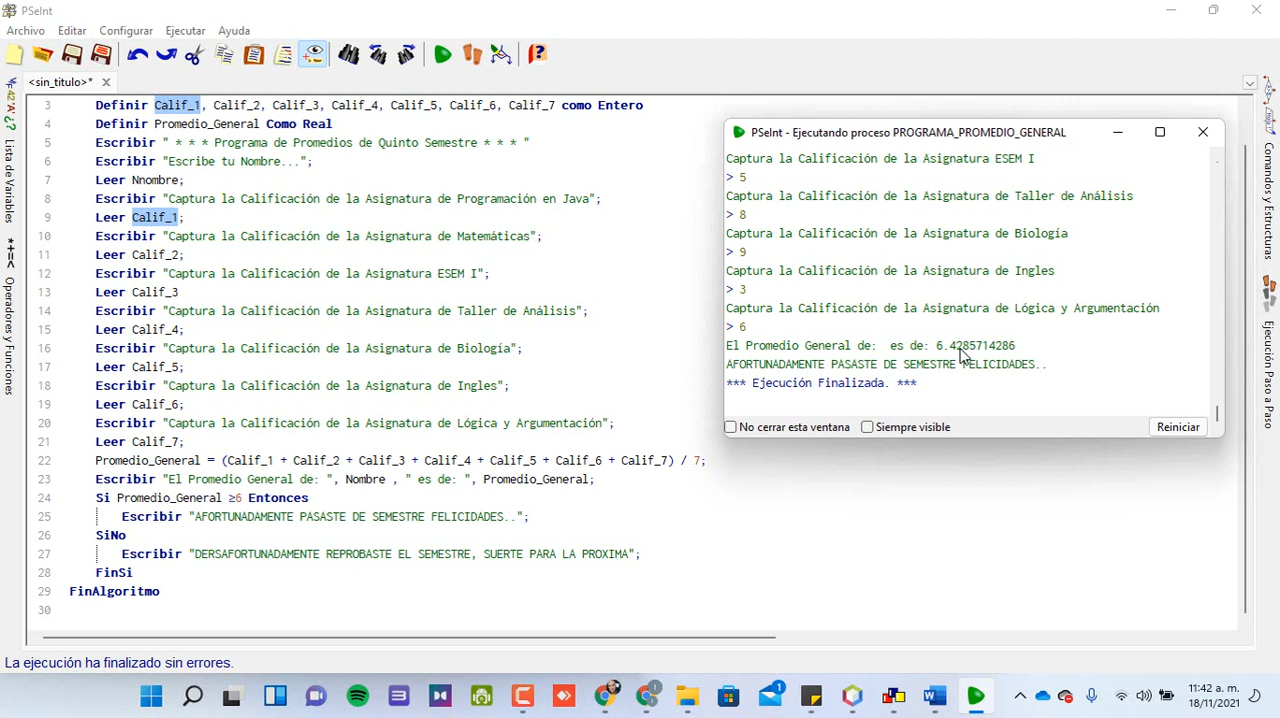 PSeInt
Archivo Editar Configurar Ejecutar Ayuda
<sin_titulo>*
3 Definir Calif_1, Calif_2, Calif_3, Calif_4, Calif_5, Calif_6, Calif_7 como Entero
4 Definir Promedio_General Como Real
5 Escribir " * * * Programa de Promedios de Quinto Semestre * * * "
6 Escribir "Escribe tu Nombre...";
7 Leer Nnombre;
8 Escribir "Captura la Calificación de la Asignatura de Programación en Java";
9 Leer Calif_1;
10 Escribir "Captura la Calificación de la Asignatura de Matemáticas";
11 Leer Calif_2;
12 Escribir "Captura la Calificación de la Asignatura ESEM I";
13 Leer Calif_3
14 Escribir "Captura la Calificación de la Asignatura de Taller de Análisis";
15 Leer Calif_4;
16 Escribir "Captura la Calificación de la Asignatura de Biología";
17 Leer Calif_5;
18 Escribir "Captura la Calificación de la Asignatura de Ingles";
19 Leer Calif_6;
20 Escribir "Captura la Calificación de la Asignatura de Lógica y Argumentación";
21 Leer Calif_7;
22 Promedio_General = (Calif_1 + Calif_2 + Calif_3 + Calif_4 + Calif_5 + Calif_6 + Calif_7) / 7;
23 Escribir "El Promedio General de: ", Nombre , " es de: ", Promedio_General;
24 Si Promedio_General ≥6 Entonces
25 Escribir "AFORTUNADAMENTE PASASTE DE SEMESTRE FELICIDADES..";
26 SiNo
27 Escribir "DERSAFORTUNADAMENTE REPROBASTE EL SEMESTRE, SUERTE PARA LA PROXIMA";
28 FinSi
29 FinAlgoritmo
30
PSeInt - Ejecutando proceso PROGRAMA_PROMEDIO_GENERAL
Captura la Calificación de la Asignatura ESEM I
> 5
Captura la Calificación de la Asignatura de Taller de Análisis
> 8
Captura la Calificación de la Asignatura de Biología
> 9
Captura la Calificación de la Asignatura de Ingles
> 3
Captura la Calificación de la Asignatura de Lógica y Argumentación
> 6
El Promedio General de:  es de: 6.4285714286
AFORTUNADAMENTE PASASTE DE SEMESTRE FELICIDADES..
*** Ejecución Finalizada. ***
No cerrar esta ventana Siempre visible Reiniciar
Lista de Variables
Operadores y Funciones
Comandos y Estructuras
Ejecución Paso a Paso
La ejecución ha finalizado sin errores.
11:42 a. m.
18/11/2021